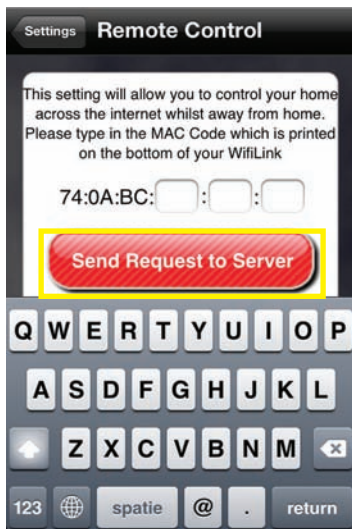 Settings Remote Control
This setting will allow you to control your home
across the internet whilst away from home.
Please type in the MAC Code which is printed
on the bottom of your WifiLink
74:0A:BC: : :
Send Request to Server
Q W E R T Y U I O P
A S D F G H J K L
Z X C V B N M
123 spatie @ . return